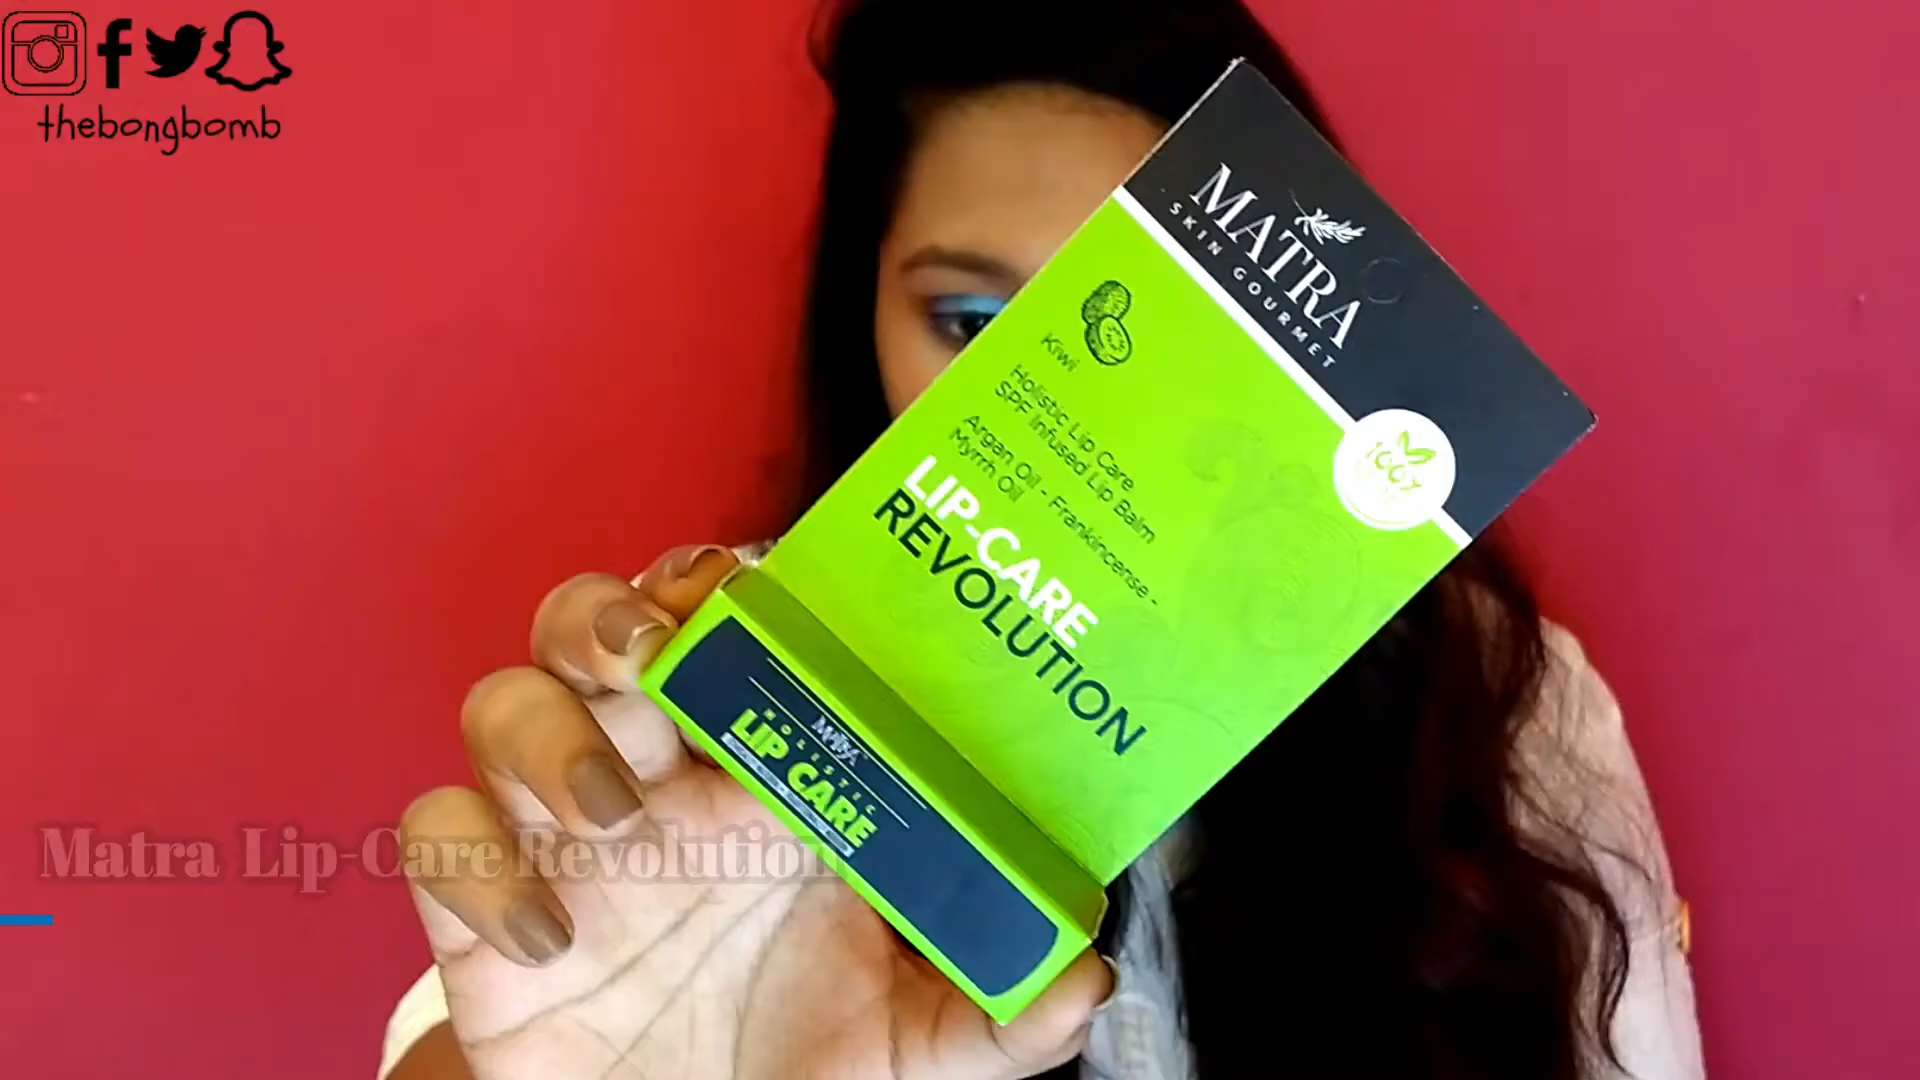 thebongbomb
MATRA
SKIN GOURMET
100%
Kiwi
Holistic Lip Care
SPF Infused Lip Balm
Argan Oil - Frankincense -
Myrrh Oil
LIP-CARE
REVOLUTION
MATRA
HOLISTIC
LIP CARE
Matra Lip-Care Revolution